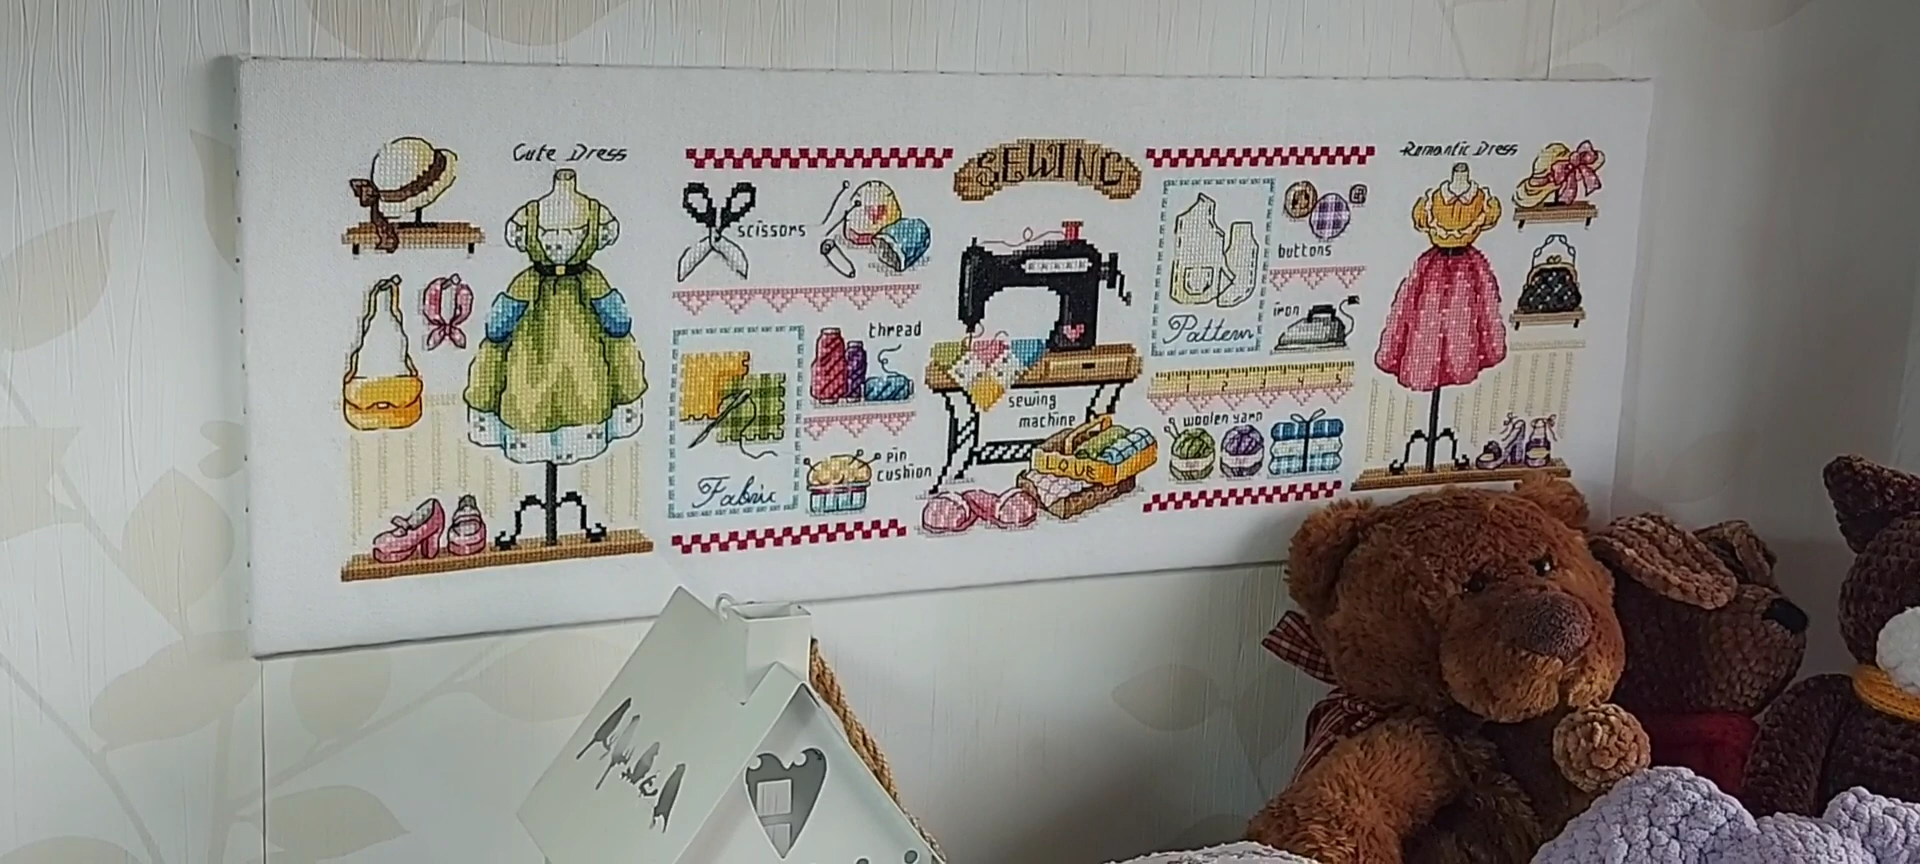 Cute Dress
SEWING
Romantic Dress
scissors
buttons
Pattern
iron
thread
1 2 3 4 5
sewing
machine
woolen yarn
pin
cushion
LOVE
Fabric